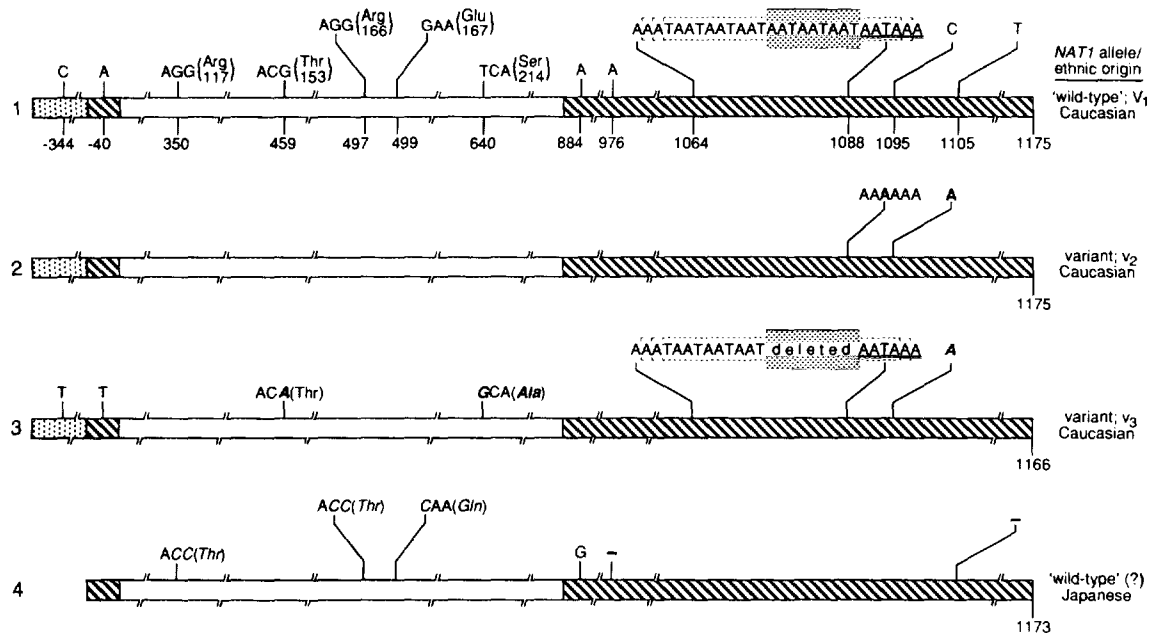 AGG(Arg 166) GAA(Glu 167)
AAATAATAATAATAATAATAATAATAAA C T
NAT1 allele/
ethnic origin
C A AGG(Arg 117) ACG(Thr 153) TCA(Ser 214) A A
1 'wild-type'; V1
Caucasian
-344 -40 350 459 497 499 640 884 976 1064 1088 1095 1105 1175
AAAAAA A
2 variant; v2
Caucasian
1175
AAATAATAATAAT deleted AATAAA A
T T ACA(Thr) GCA(Ala)
3 variant; v3
Caucasian
1166
ACC(Thr) CAA(Gln)
–
ACC(Thr) G –
4 'wild-type' (?)
Japanese
1173